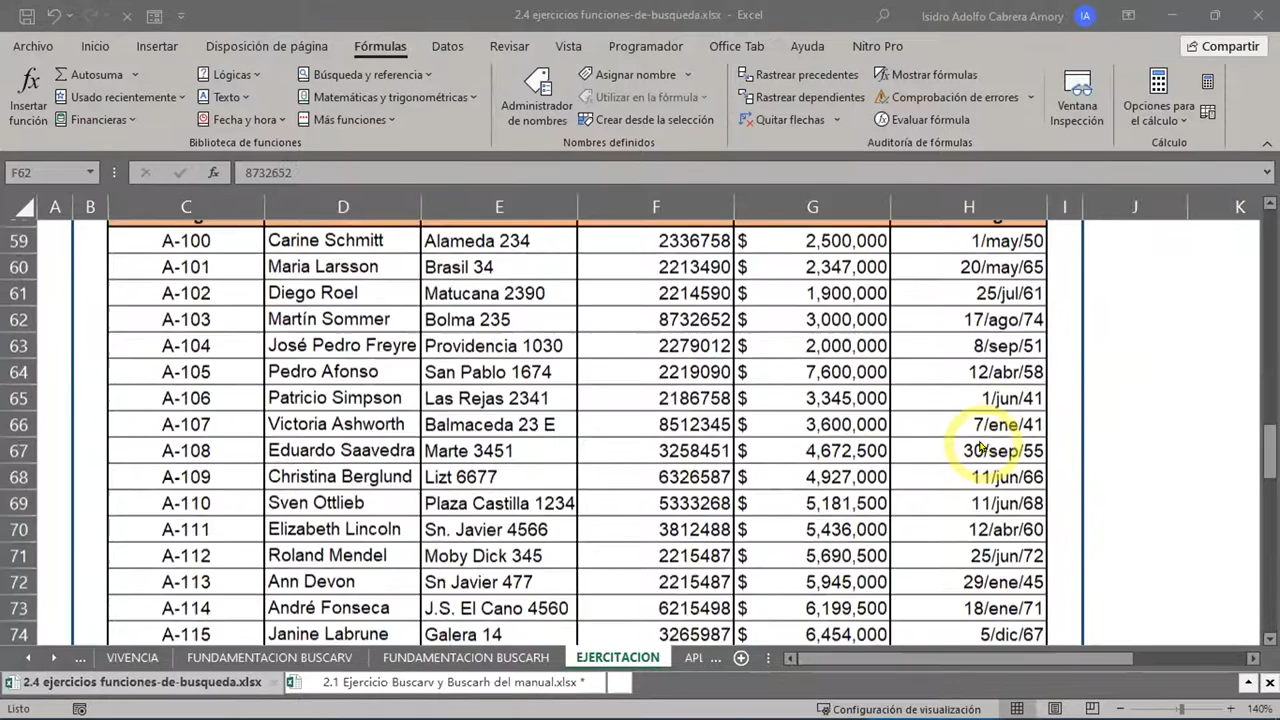 2.4 ejercicios funciones-de-busqueda.xlsx - Excel
Isidro Adolfo Cabrera Amory IA
Archivo Inicio Insertar Disposición de página Fórmulas Datos Revisar Vista Programador Office Tab Ayuda Nitro Pro Compartir
Insertar función
Autosuma
Usado recientemente
Financieras
Lógicas
Texto
Fecha y hora
Búsqueda y referencia
Matemáticas y trigonométricas
Más funciones
Biblioteca de funciones
Administrador de nombres
Asignar nombre
Utilizar en la fórmula
Crear desde la selección
Nombres definidos
Rastrear precedentes
Rastrear dependientes
Quitar flechas
Mostrar fórmulas
Comprobación de errores
Evaluar fórmula
Auditoría de fórmulas
Ventana Inspección
Opciones para el cálculo
Cálculo
F62 fx 8732652
A B C D E F G H I J K
59 A-100 Carine Schmitt Alameda 234 2336758 $ 2,500,000 1/may/50
60 A-101 Maria Larsson Brasil 34 2213490 $ 2,347,000 20/may/65
61 A-102 Diego Roel Matucana 2390 2214590 $ 1,900,000 25/jul/61
62 A-103 Martín Sommer Bolma 235 8732652 $ 3,000,000 17/ago/74
63 A-104 José Pedro Freyre Providencia 1030 2279012 $ 2,000,000 8/sep/51
64 A-105 Pedro Afonso San Pablo 1674 2219090 $ 7,600,000 12/abr/58
65 A-106 Patricio Simpson Las Rejas 2341 2186758 $ 3,345,000 1/jun/41
66 A-107 Victoria Ashworth Balmaceda 23 E 8512345 $ 3,600,000 7/ene/41
67 A-108 Eduardo Saavedra Marte 3451 3258451 $ 4,672,500 30/sep/55
68 A-109 Christina Berglund Lizt 6677 6326587 $ 4,927,000 11/jun/66
69 A-110 Sven Ottlieb Plaza Castilla 1234 5333268 $ 5,181,500 11/jun/68
70 A-111 Elizabeth Lincoln Sn. Javier 4566 3812488 $ 5,436,000 12/abr/60
71 A-112 Roland Mendel Moby Dick 345 2215487 $ 5,690,500 25/jun/72
72 A-113 Ann Devon Sn Javier 477 2215487 $ 5,945,000 29/ene/45
73 A-114 André Fonseca J.S. El Cano 4560 6215498 $ 6,199,500 18/ene/71
74 A-115 Janine Labrune Galera 14 3265987 $ 6,454,000 5/dic/67
... VIVENCIA FUNDAMENTACION BUSCARV FUNDAMENTACION BUSCARH EJERCITACION API ...
2.4 ejercicios funciones-de-busqueda.xlsx 2.1 Ejercicio Buscarv y Buscarh del manual.xlsx *
Listo Configuración de visualización 140%